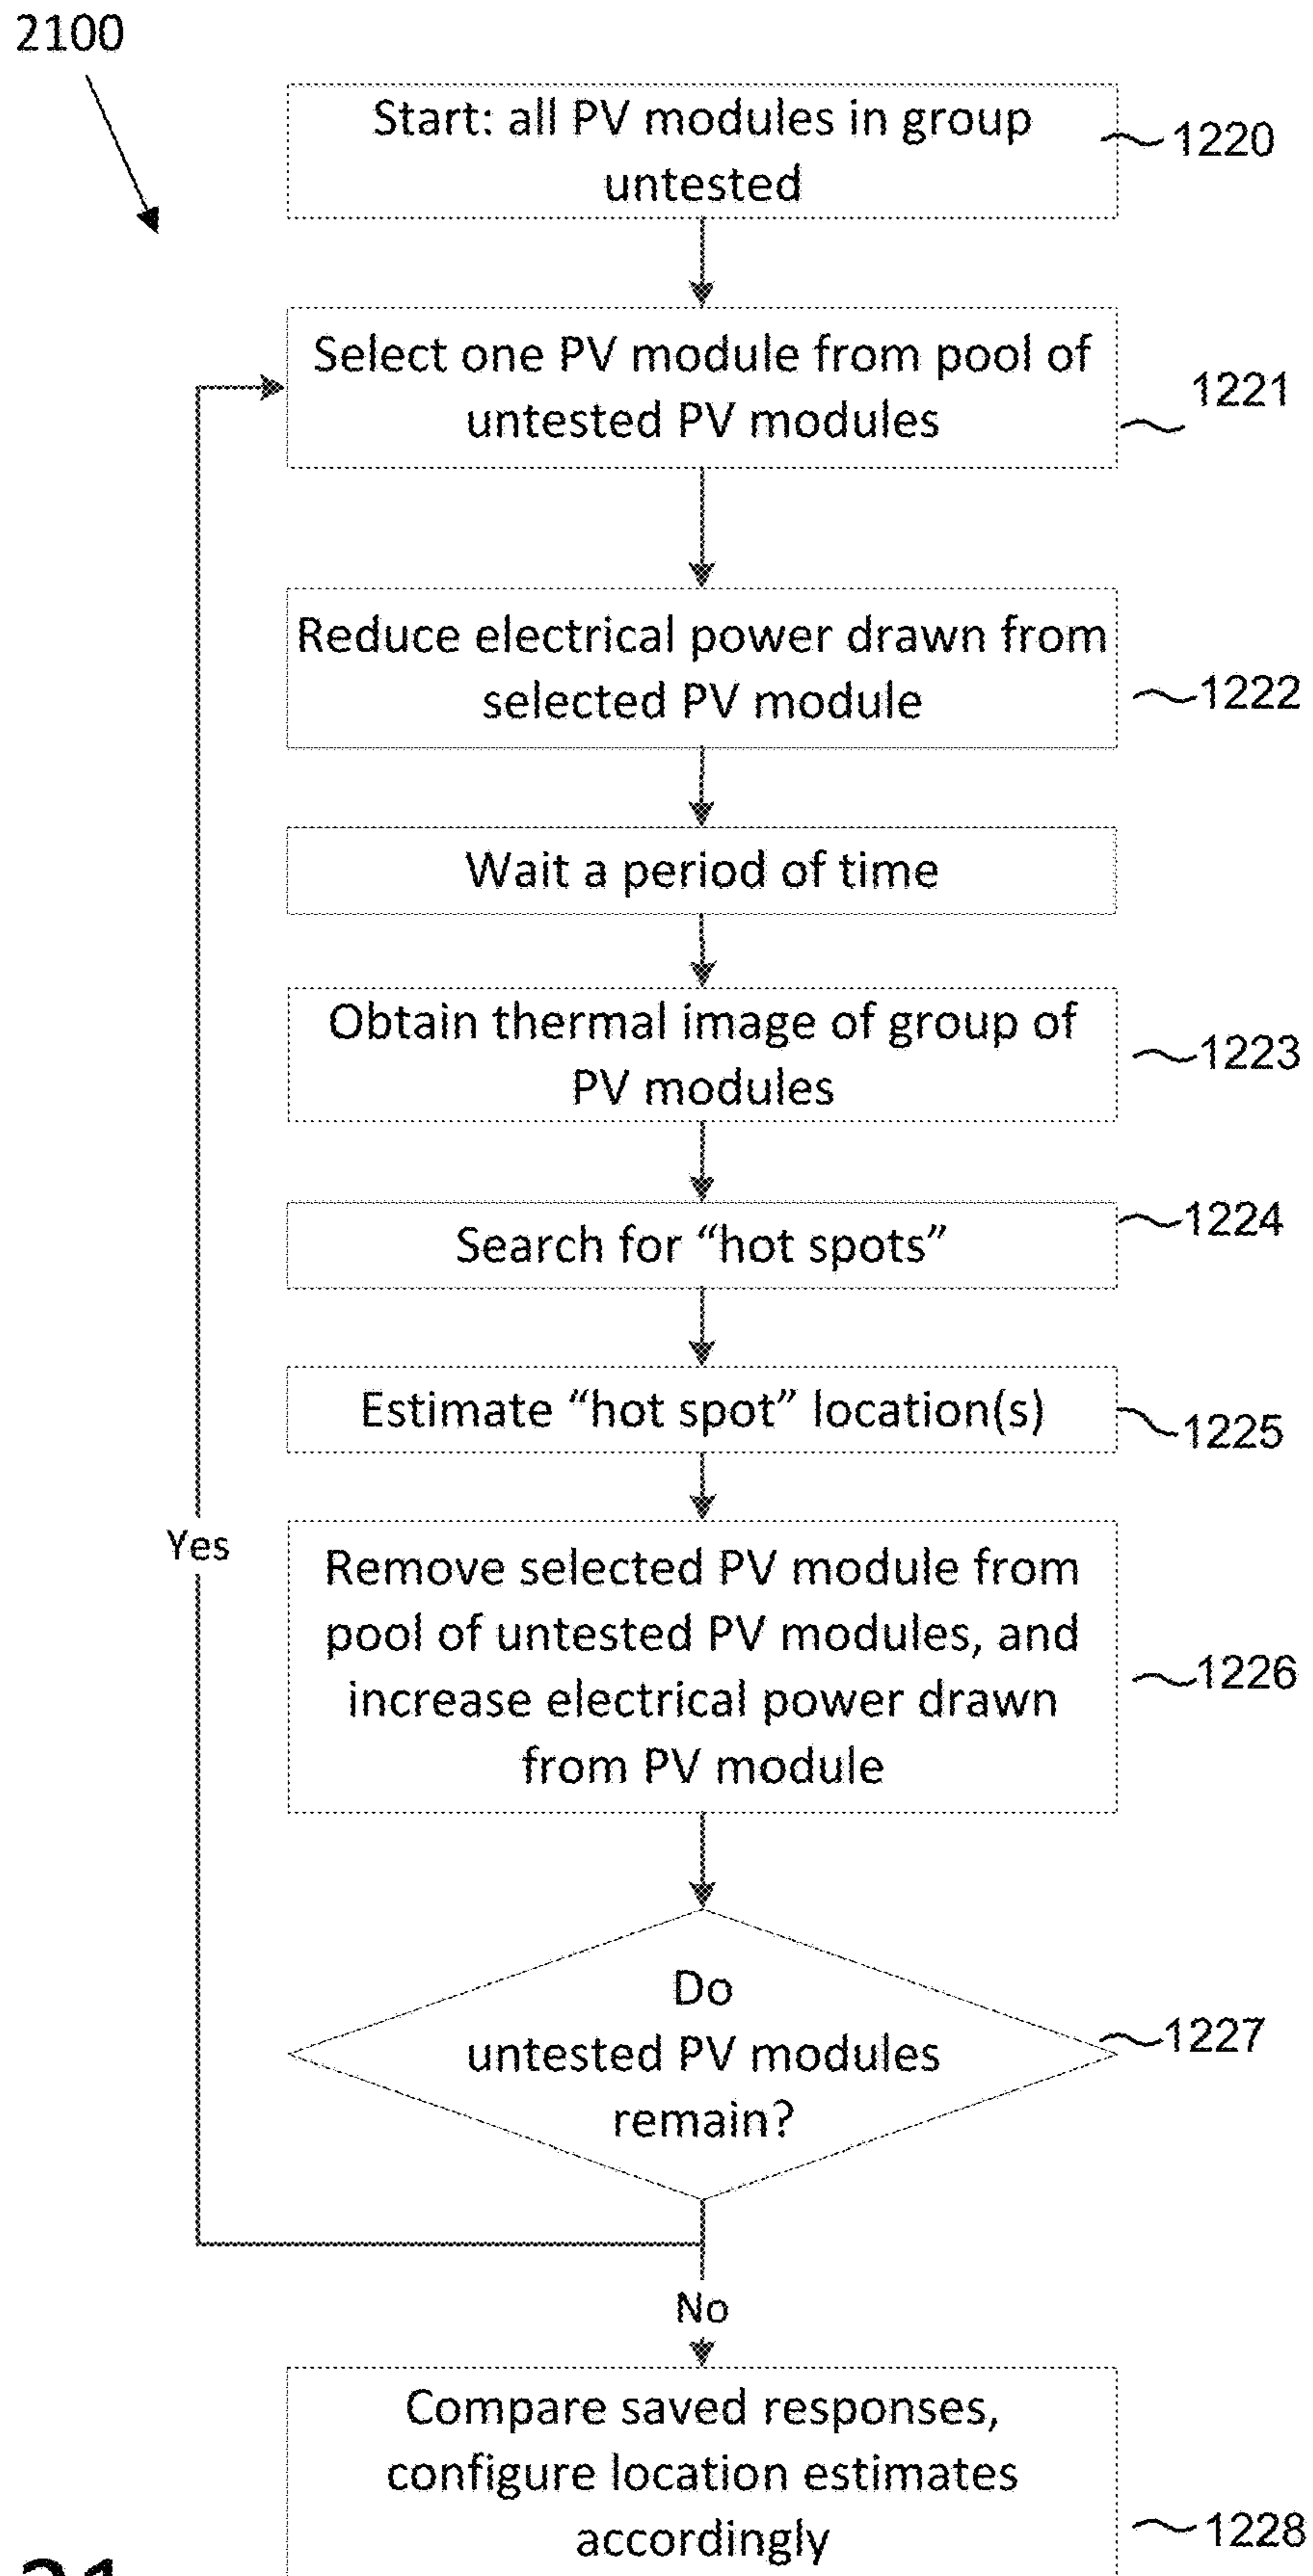 2100
Start: all PV modules in group
untested
1220
Select one PV module from pool of
untested PV modules
1221
Reduce electrical power drawn from
selected PV module
1222
Wait a period of time
Obtain thermal image of group of
PV modules
1223
Search for “hot spots”
1224
Estimate “hot spot” location(s)
1225
Yes
Remove selected PV module from
pool of untested PV modules, and
increase electrical power drawn
from PV module
1226
Do
untested PV modules
remain?
1227
No
Compare saved responses,
configure location estimates
accordingly
1228